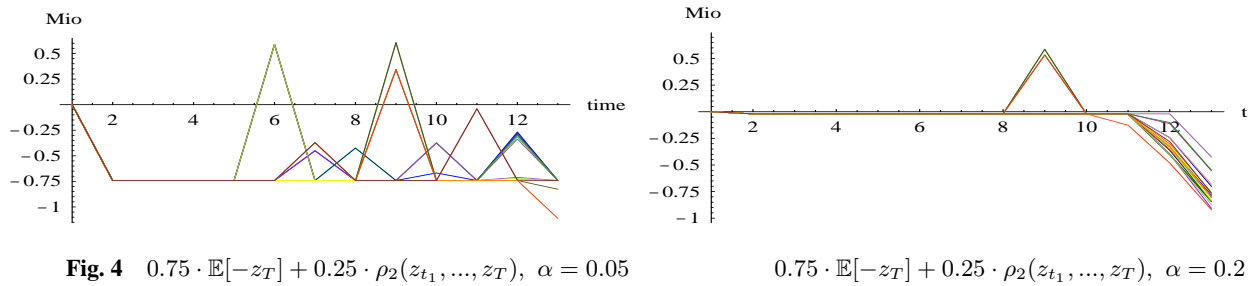 Mio
0.5
0.25
−0.25
−0.5
−0.75
−1
2 4 6 8 10 12
time
Mio
0.5
0.25
−0.25
−0.5
−0.75
−1
2 4 6 8 10 12
t
Fig. 4 0.75 · 𝔼[−z_T] + 0.25 · ρ_2(z_{t_1}, ..., z_T), α = 0.05
0.75 · 𝔼[−z_T] + 0.25 · ρ_2(z_{t_1}, ..., z_T), α = 0.2